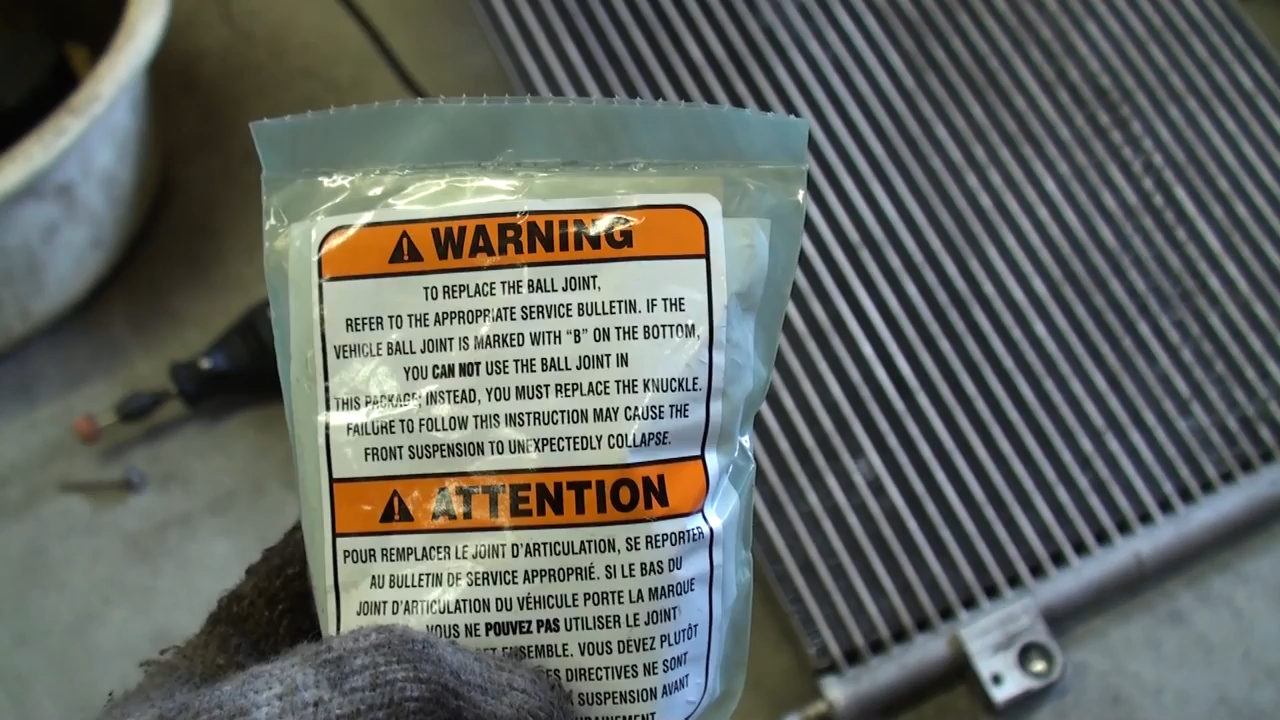 WARNING
TO REPLACE THE BALL JOINT,
REFER TO THE APPROPRIATE SERVICE BULLETIN. IF THE
VEHICLE BALL JOINT IS MARKED WITH “B” ON THE BOTTOM,
YOU CAN NOT USE THE BALL JOINT IN
THIS PACKAGE; INSTEAD, YOU MUST REPLACE THE KNUCKLE.
FAILURE TO FOLLOW THIS INSTRUCTION MAY CAUSE THE
FRONT SUSPENSION TO UNEXPECTEDLY COLLAPSE.
ATTENTION
POUR REMPLACER LE JOINT D'ARTICULATION, SE REPORTER
AU BULLETIN DE SERVICE APPROPRIÉ. SI LE BAS DU
JOINT D'ARTICULATION DU VÉHICULE PORTE LA MARQUE
VOUS NE POUVEZ PAS UTILISER LE JOINT
ENSEMBLE. VOUS DEVEZ PLUTÔT
DIRECTIVES NE SONT
SUSPENSION AVANT